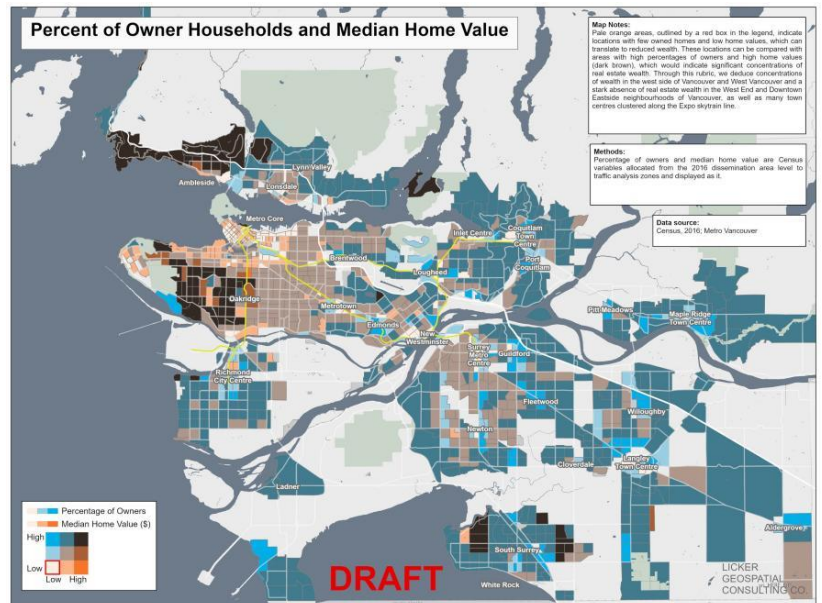 Percent of Owner Households and Median Home Value
Map Notes:
Pale orange areas, outlined by a red box in the legend, indicate
locations with few owned homes and low home values, which can
translate to reduced wealth. These locations can be compared with
areas with high percentages of owners and high home values
(dark brown), which would indicate significant concentrations of
real estate wealth. Through this rubric, we deduce concentrations
of wealth in the west side of Vancouver and West Vancouver and a
stark absence of real estate wealth in the West End and Downtown
Eastside neighbourhoods of Vancouver, as well as many town
centres clustered along the Expo skytrain line.
Methods:
Percentage of owners and median home value are Census
variables allocated from the 2016 dissemination area level to
traffic analysis zones and displayed as it.
Data source:
Census, 2016; Metro Vancouver
Lynn Valley
Ambleside
Lonsdale
Metro Core
Inlet Centre
Coquitlam
Town
Centre
Brentwood
Port
Coquitlam
Lougheed
Oakridge
Metrotown
Pitt Meadows
Maple Ridge
Town Centre
Edmonds
New
Westminster
Surrey
Metro
Centre
Guildford
Richmond
City Centre
Fleetwood
Willoughby
Newton
Langley
Town Centre
Cloverdale
Ladner
Aldergrove
South Surrey
White Rock
Percentage of Owners
Median Home Value ($)
High
Low
Low High
DRAFT
LICKER
GEOSPATIAL
CONSULTING CO.